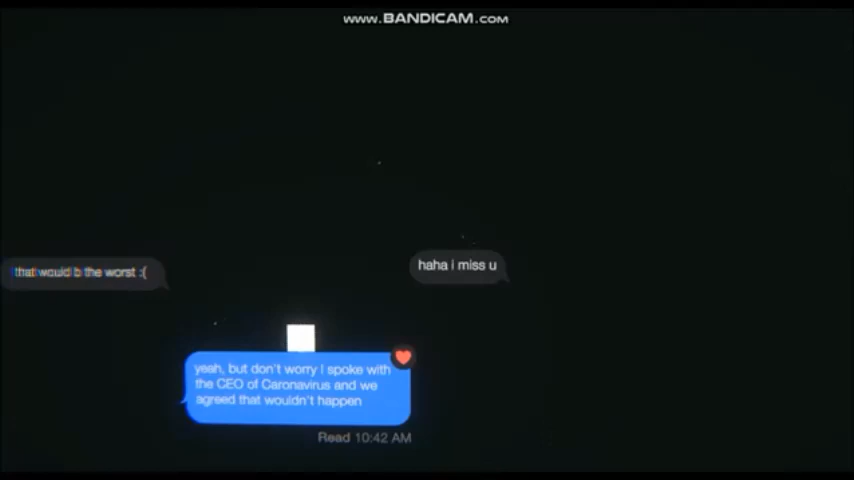 www.BANDICAM.com
that would b the worst :(
haha i miss u
yeah, but don't worry I spoke with
the CEO of Caronavirus and we
agreed that wouldn't happen
Read 10:42 AM